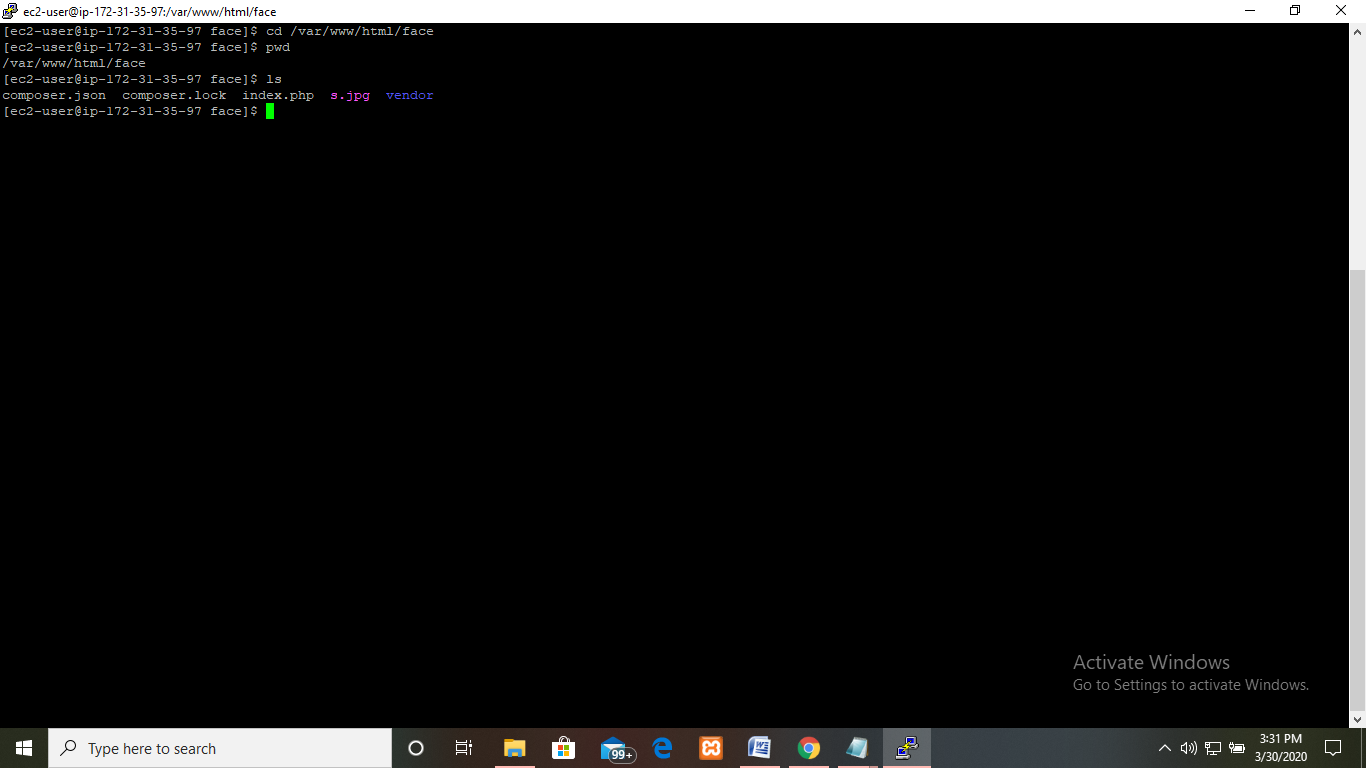 ec2-user@ip-172-31-35-97:/var/www/html/face
[ec2-user@ip-172-31-35-97 face]$ cd /var/www/html/face
[ec2-user@ip-172-31-35-97 face]$ pwd
/var/www/html/face
[ec2-user@ip-172-31-35-97 face]$ ls
composer.json  composer.lock  index.php  s.jpg  vendor
[ec2-user@ip-172-31-35-97 face]$
Activate Windows
Go to Settings to activate Windows.
Type here to search
99+
3:31 PM
3/30/2020